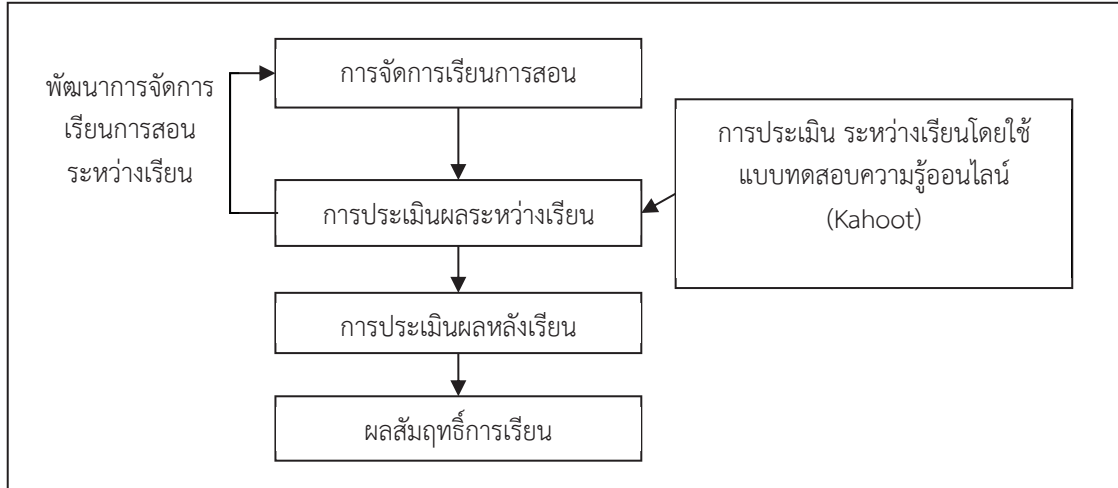 การจัดการเรียนการสอน
พัฒนาการจัดการ
เรียนการสอน
ระหว่างเรียน
การประเมิน ระหว่างเรียนโดยใช้
แบบทดสอบความรู้ออนไลน์
(Kahoot)
การประเมินผลระหว่างเรียน
การประเมินผลหลังเรียน
ผลสัมฤทธิ์การเรียน